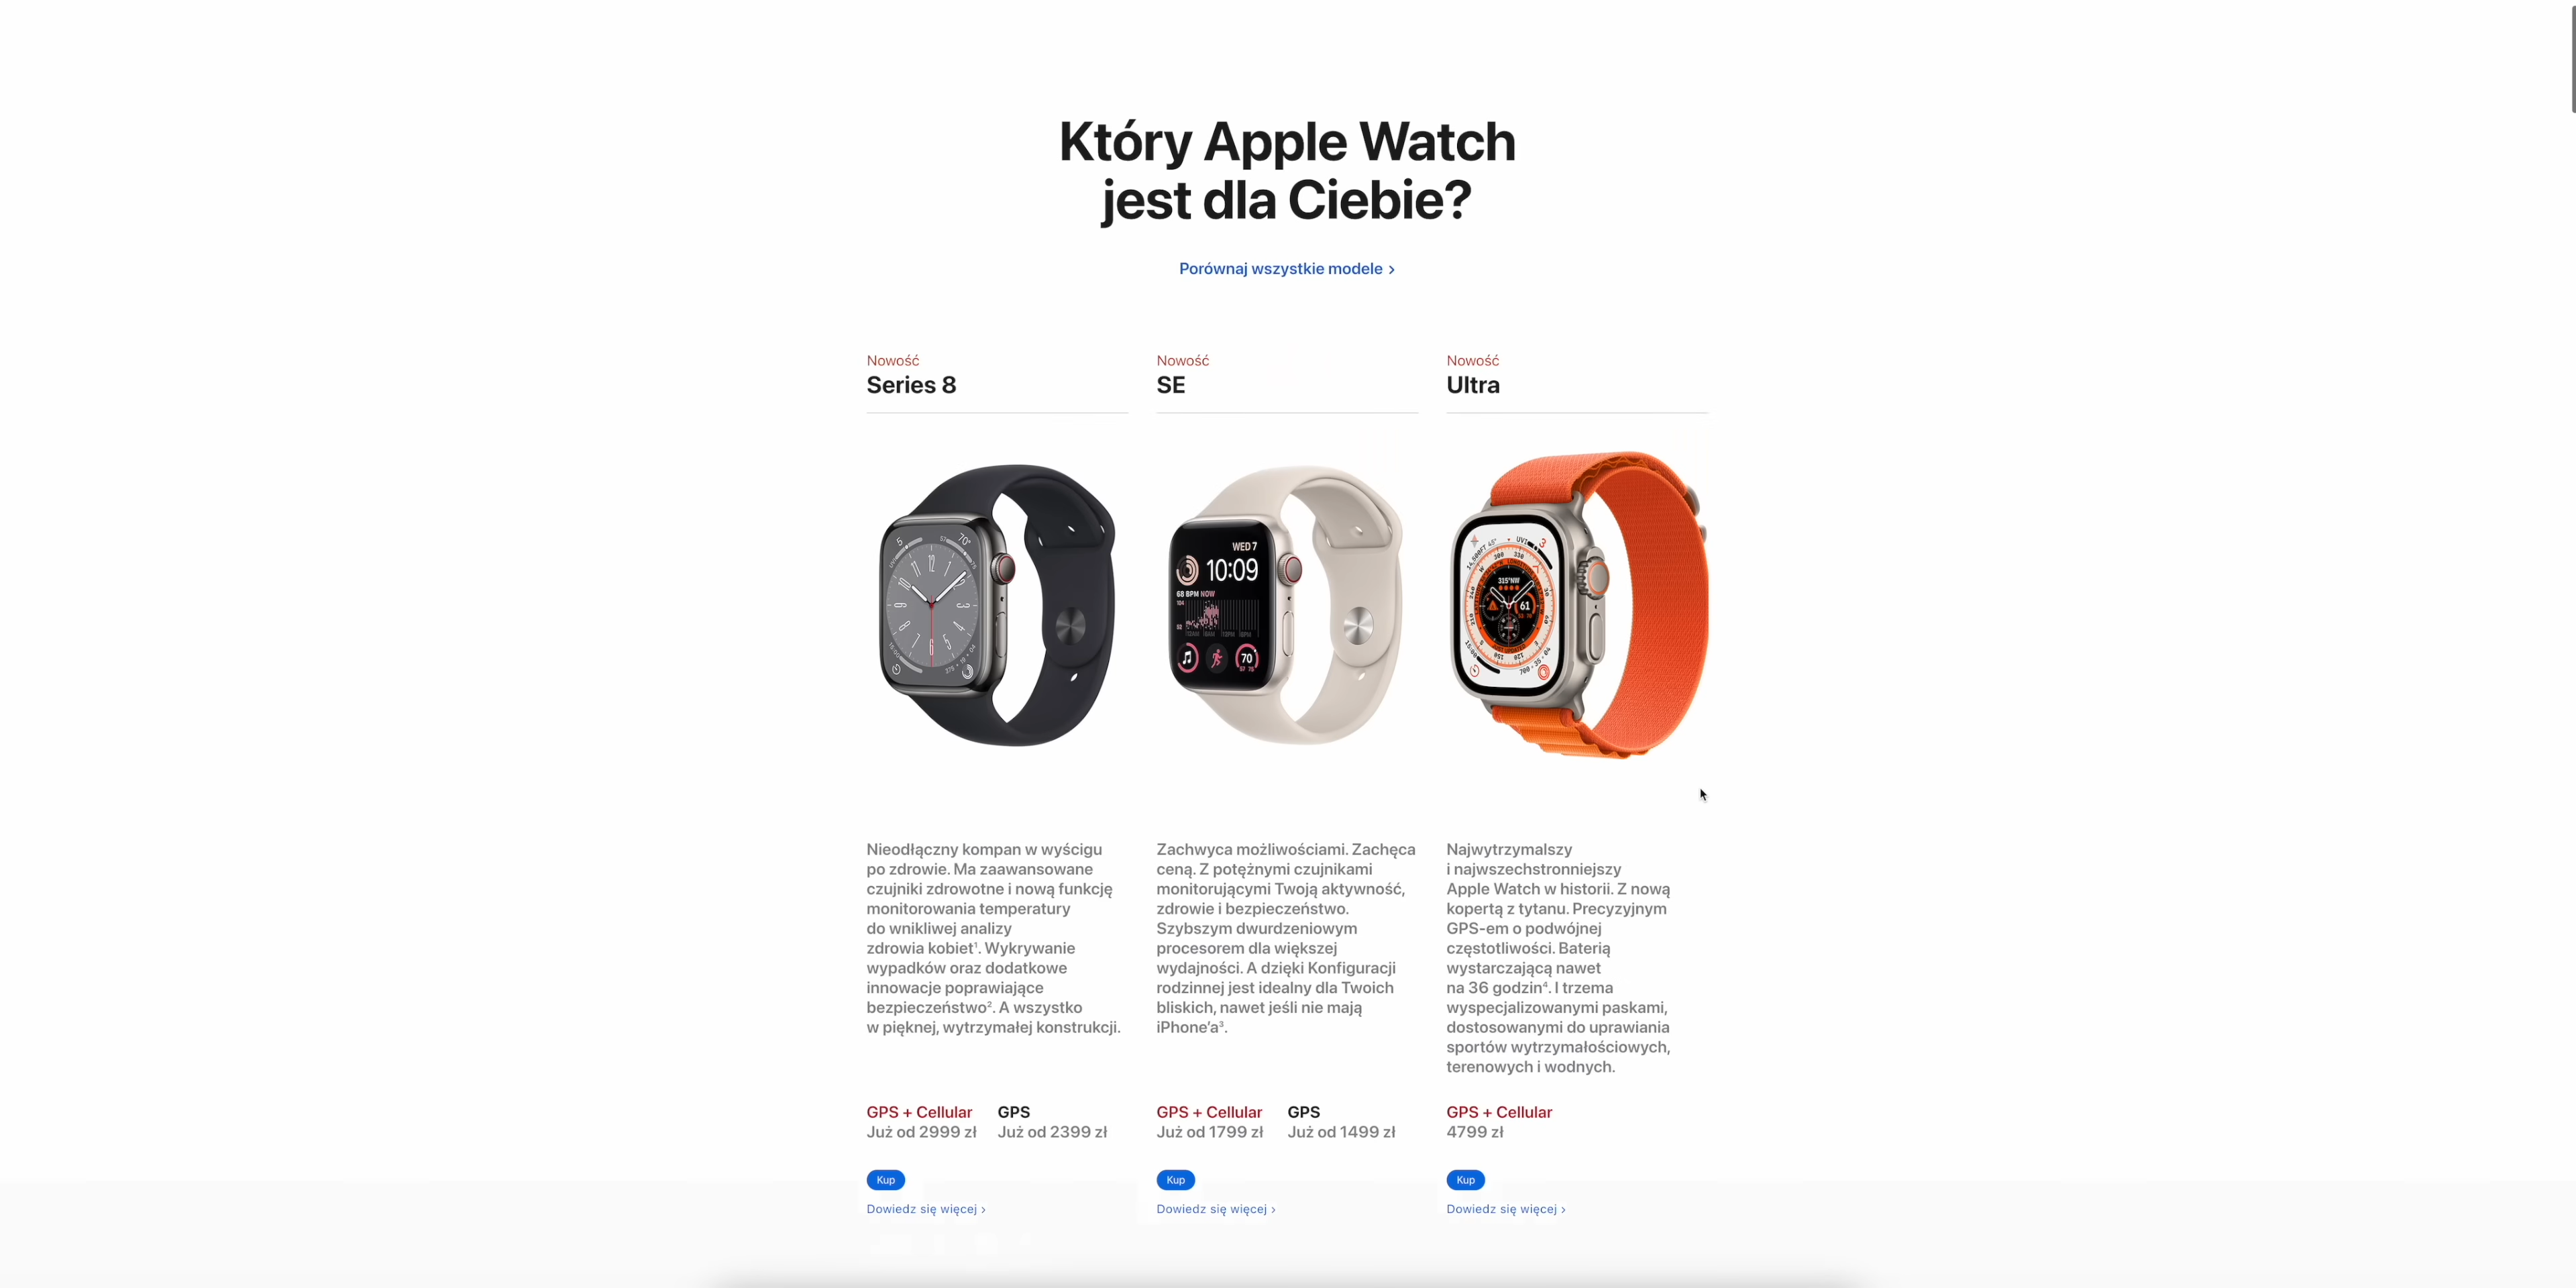 Który Apple Watch
jest dla Ciebie?
Porównaj wszystkie modele >
Nowość
Series 8
Nieodłączny kompan w wyścigu
po zdrowie. Ma zaawansowane
czujniki zdrowotne i nową funkcję
monitorowania temperatury
do wnikliwej analizy
zdrowia kobiet¹. Wykrywanie
wypadków oraz dodatkowe
innowacje poprawiające
bezpieczeństwo². A wszystko
w pięknej, wytrzymałej konstrukcji.
GPS + Cellular
Już od 2999 zł
GPS
Już od 2399 zł
Kup
Dowiedz się więcej >
Nowość
SE
WED 7
10:09
68 BPM NOW
70
Zachwyca możliwościami. Zachęca
ceną. Z potężnymi czujnikami
monitorującymi Twoją aktywność,
zdrowie i bezpieczeństwo.
Szybszym dwurdzeniowym
procesorem dla większej
wydajności. A dzięki Konfiguracji
rodzinnej jest idealny dla Twoich
bliskich, nawet jeśli nie mają
iPhone’a³.
GPS + Cellular
Już od 1799 zł
GPS
Już od 1499 zł
Kup
Dowiedz się więcej >
Nowość
Ultra
315°NW
61
Najwytrzymalszy
i najwszechstronniejszy
Apple Watch w historii. Z nową
kopertą z tytanu. Precyzyjnym
GPS-em o podwójnej
częstotliwości. Baterią
wystarczającą nawet
na 36 godzin⁴. I trzema
wyspecjalizowanymi paskami,
dostosowanymi do uprawiania
sportów wytrzymałościowych,
terenowych i wodnych.
GPS + Cellular
4799 zł
Kup
Dowiedz się więcej >